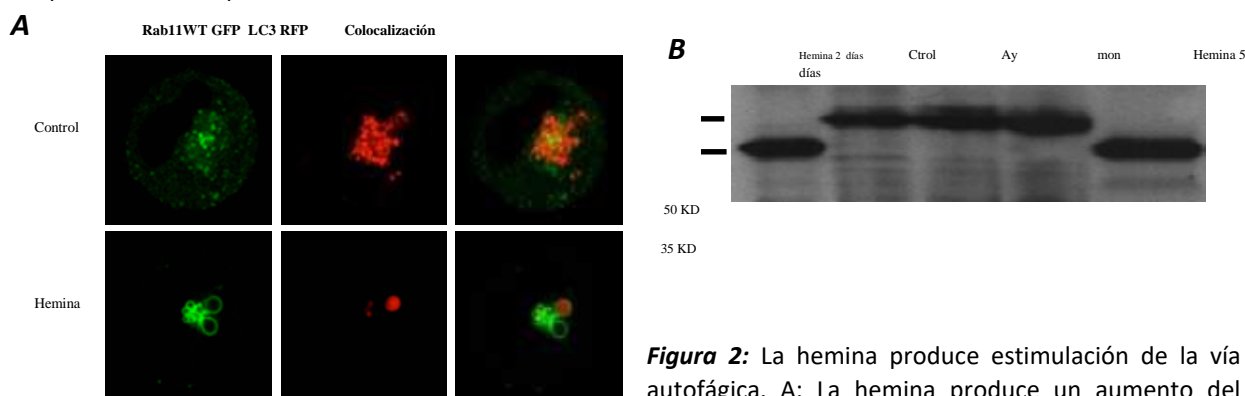 A
Rab11WT GFP LC3 RFP Colocalización
Control
Hemina
B
Hemina 2 días Ctrol Ay mon Hemina 5
días
50 KD
35 KD
Figura 2: La hemina produce estimulación de la vía
autofágica. A: La hemina produce un aumento del